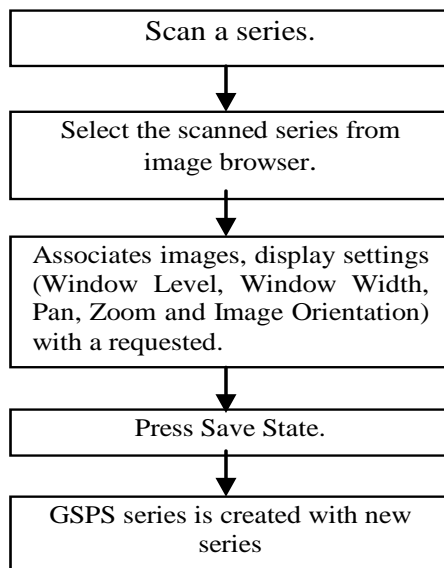 Scan a series.
Select the scanned series from
image browser.
Associates images, display settings
(Window Level, Window Width,
Pan, Zoom and Image Orientation)
with a requested.
Press Save State.
GSPS series is created with new
series